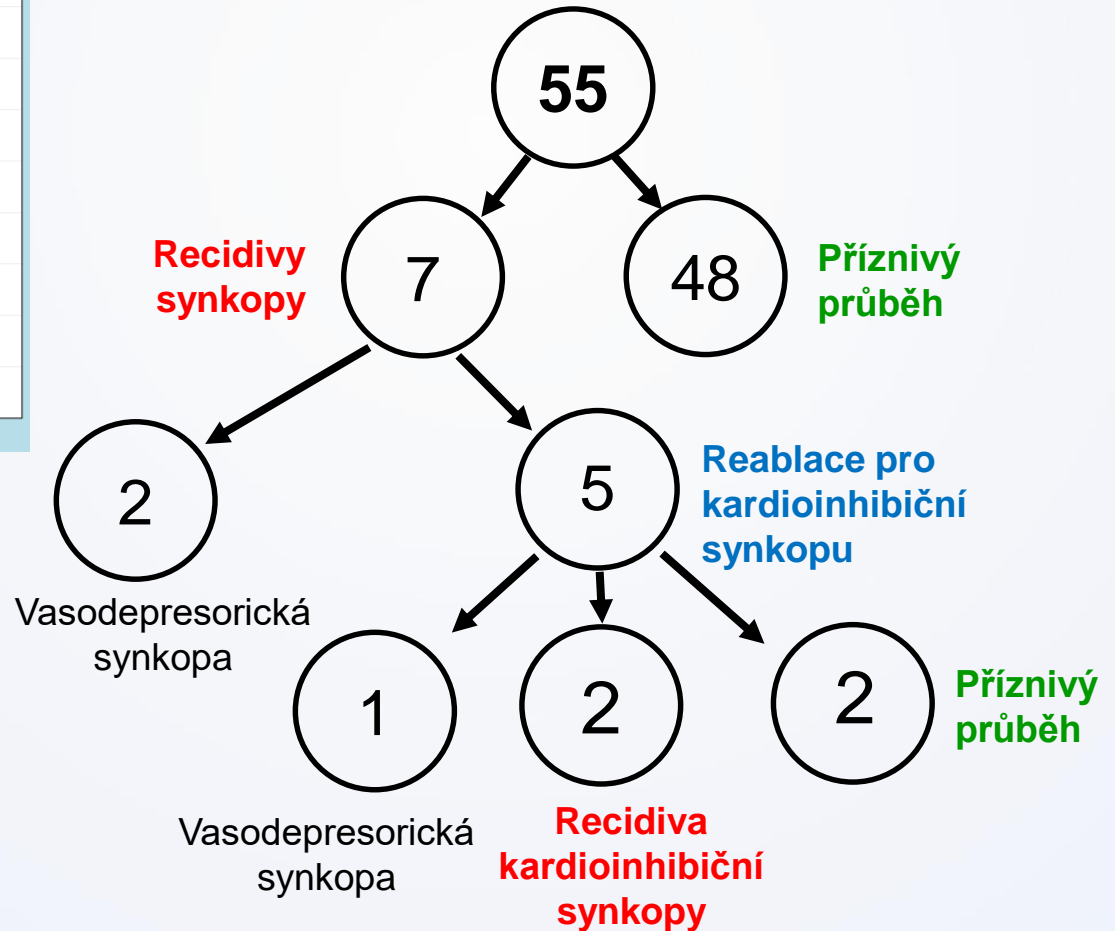 55
Recidivy
synkopy
7
48
Příznivý
průběh
2
Vasodepresorická
synkopa
5
Reablace pro
kardioinhibiční
synkopu
1
Vasodepresorická
synkopa
2
Recidiva
kardioinhibiční
synkopy
2
Příznivý
průběh